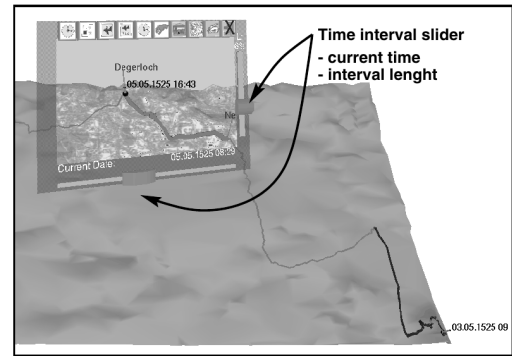 Time interval slider
- current time
- interval lenght
Degerloch
05.05.1525 16:43
Ne
Current Date:
05.05.1525 08:29
03.05.1525 09